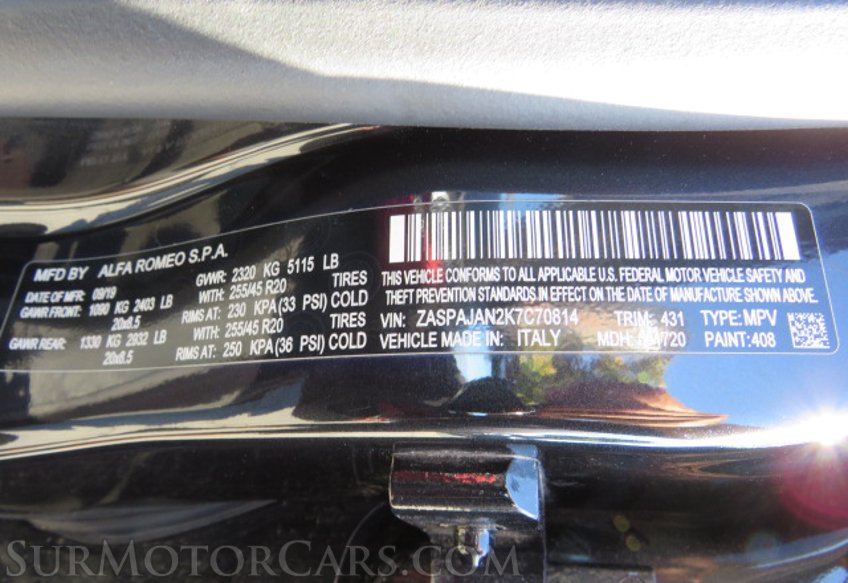 MFD BY ALFA ROMEO S.P.A.
DATE OF MFR: 09/19 GVWR: 2320 KG 5115 LB
GAWR FRONT: 1090 KG 2403 LB WITH: 255/45 R20 TIRES
20x8.5 RIMS AT: 230 KPA (33 PSI) COLD
GAWR REAR: 1330 KG 2932 LB WITH: 255/45 R20 TIRES
20x8.5 RIMS AT: 250 KPA (36 PSI) COLD
THIS VEHICLE CONFORMS TO ALL APPLICABLE U.S. FEDERAL MOTOR VEHICLE SAFETY AND
THEFT PREVENTION STANDARDS IN EFFECT ON THE DATE OF MANUFACTURE SHOWN ABOVE.
VIN: ZASPAJAN2K7C70814 TRIM: 431 TYPE: MPV
VEHICLE MADE IN: ITALY MDH: PAINT: 408
SURMOTORCARS.COM